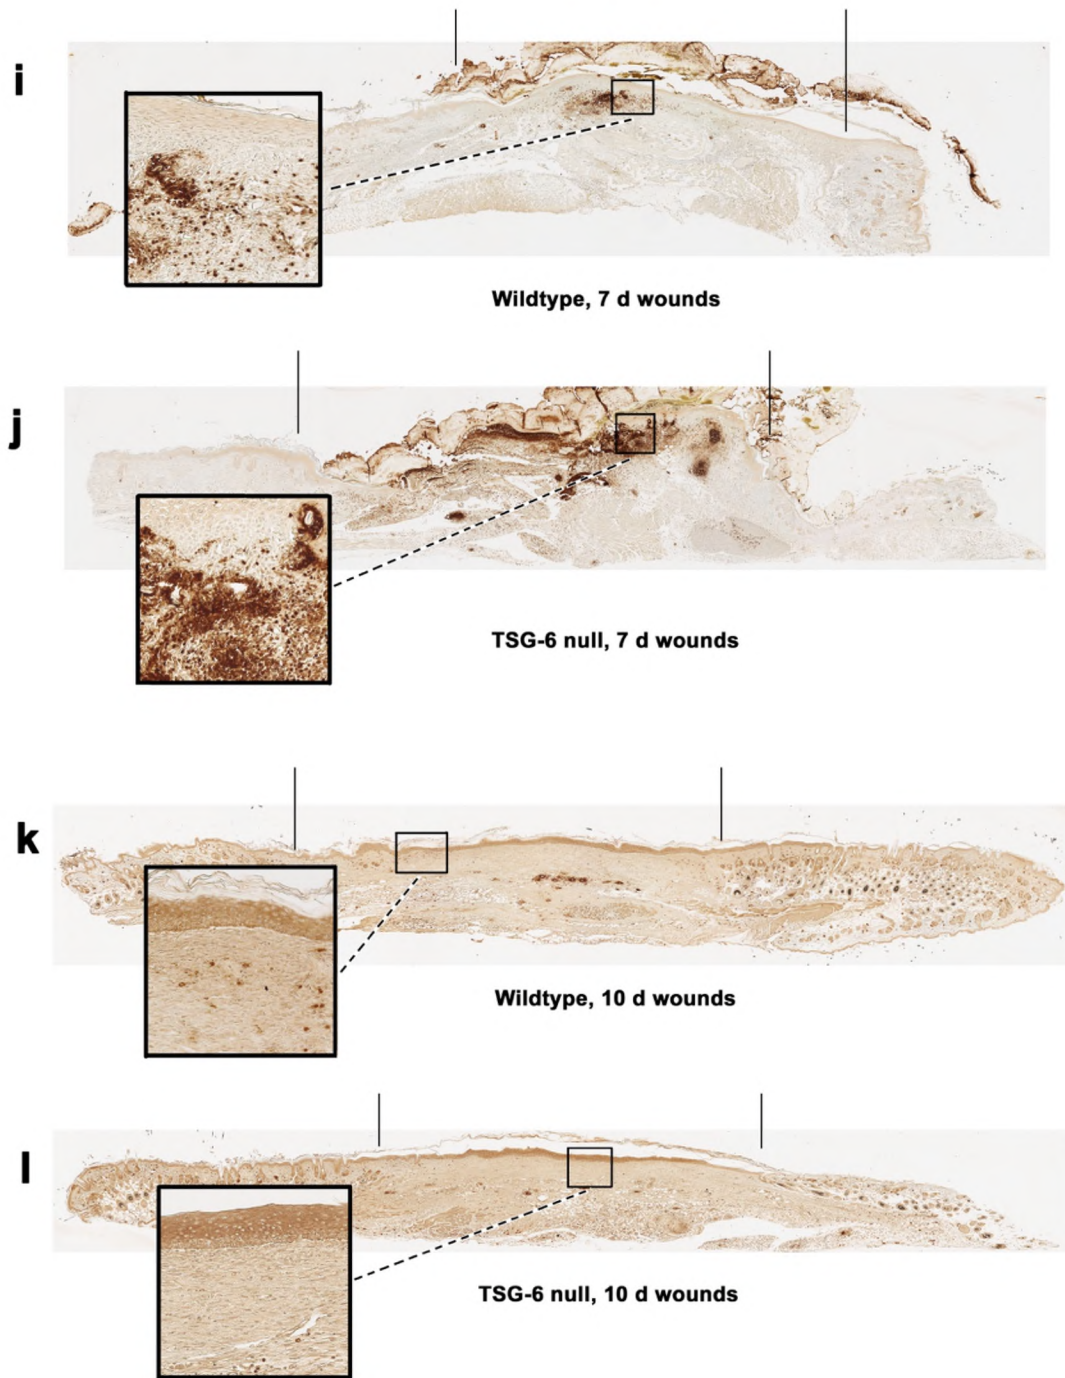 i
Wildtype, 7 d wounds
j
TSG-6 null, 7 d wounds
k
Wildtype, 10 d wounds
l
TSG-6 null, 10 d wounds